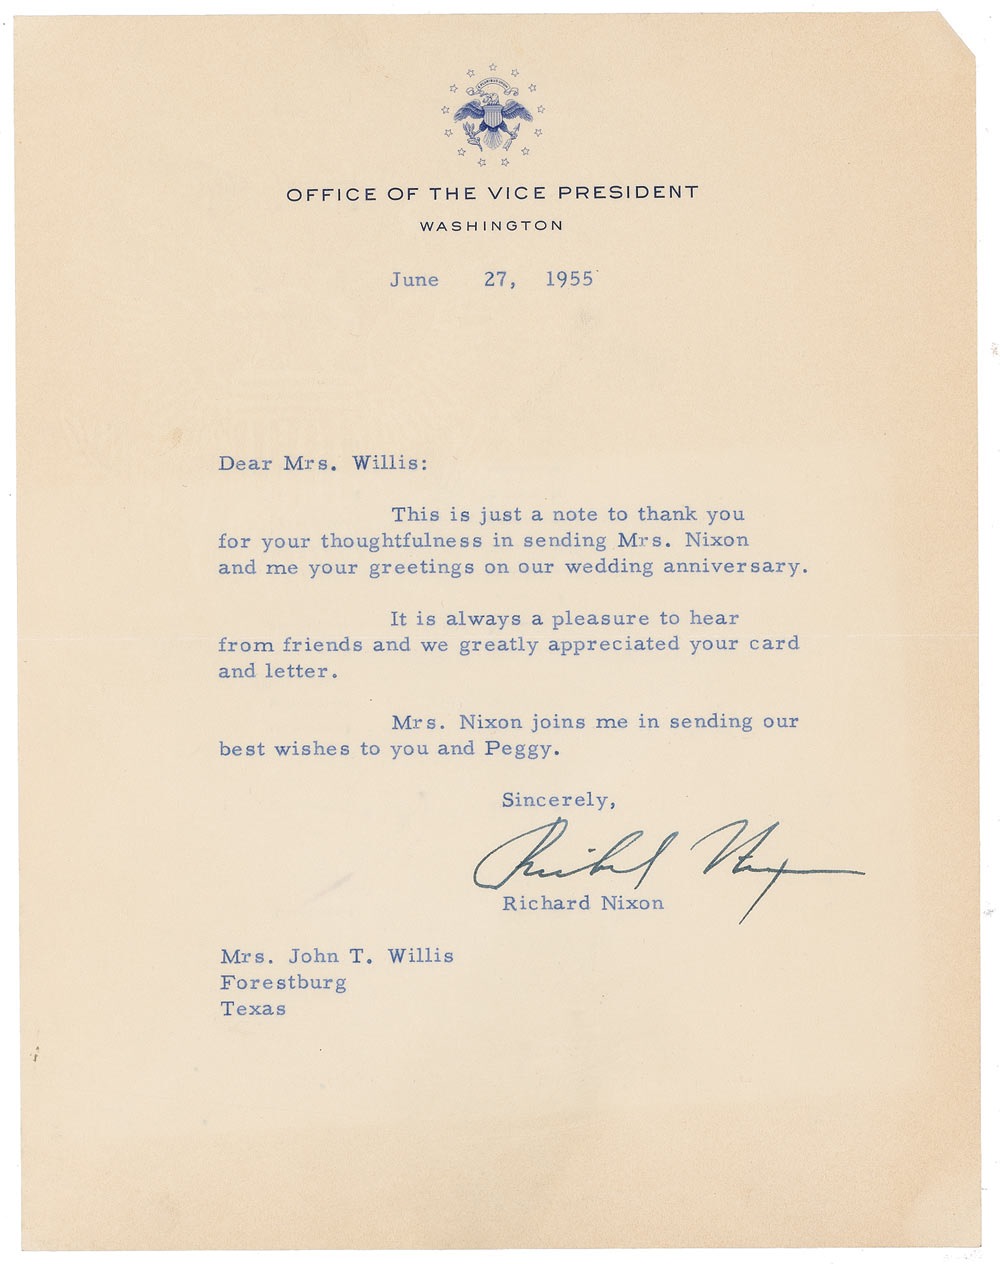 OFFICE OF THE VICE PRESIDENT
WASHINGTON
June 27, 1955
Dear Mrs. Willis:
This is just a note to thank you
for your thoughtfulness in sending Mrs. Nixon
and me your greetings on our wedding anniversary.
It is always a pleasure to hear
from friends and we greatly appreciated your card
and letter.
Mrs. Nixon joins me in sending our
best wishes to you and Peggy.
Sincerely,
Richard Nixon
Richard Nixon
Mrs. John T. Willis
Forestburg
Texas